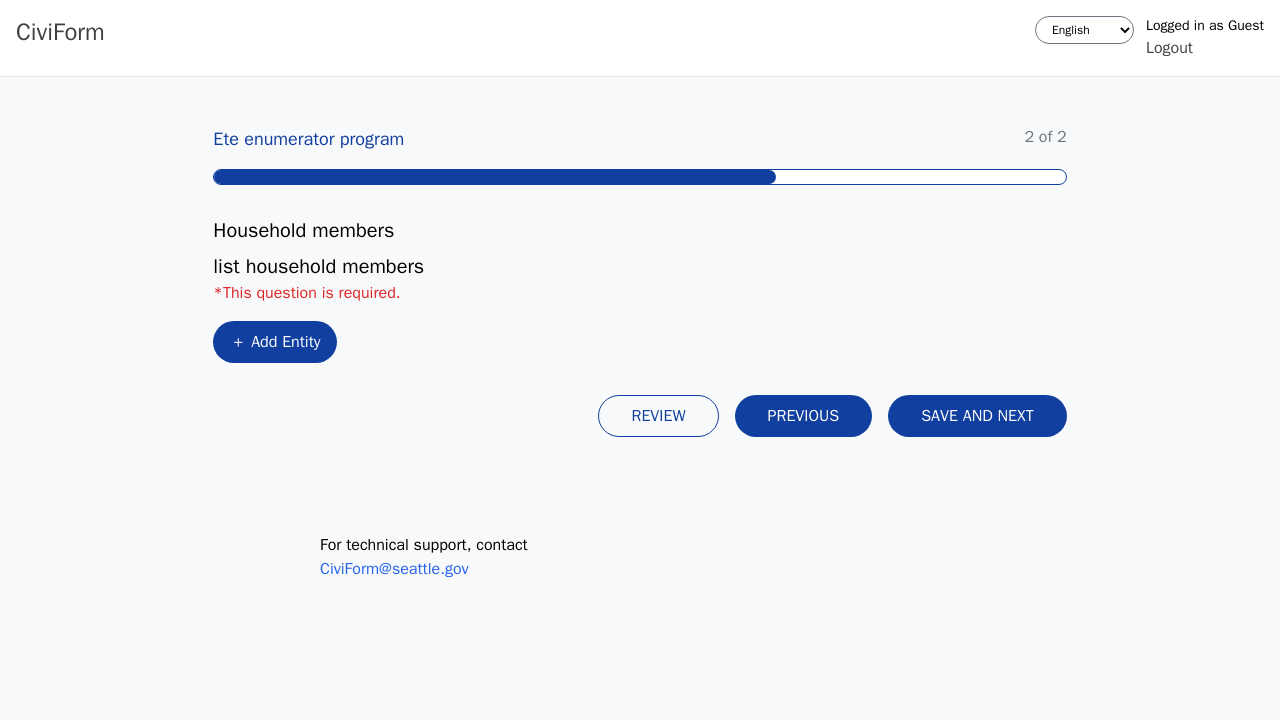 CiviForm
English
Logged in as Guest
Logout
Ete enumerator program
2 of 2
Household members
list household members
*This question is required.
+ Add Entity
REVIEW
PREVIOUS
SAVE AND NEXT
For technical support, contact
CiviForm@seattle.gov